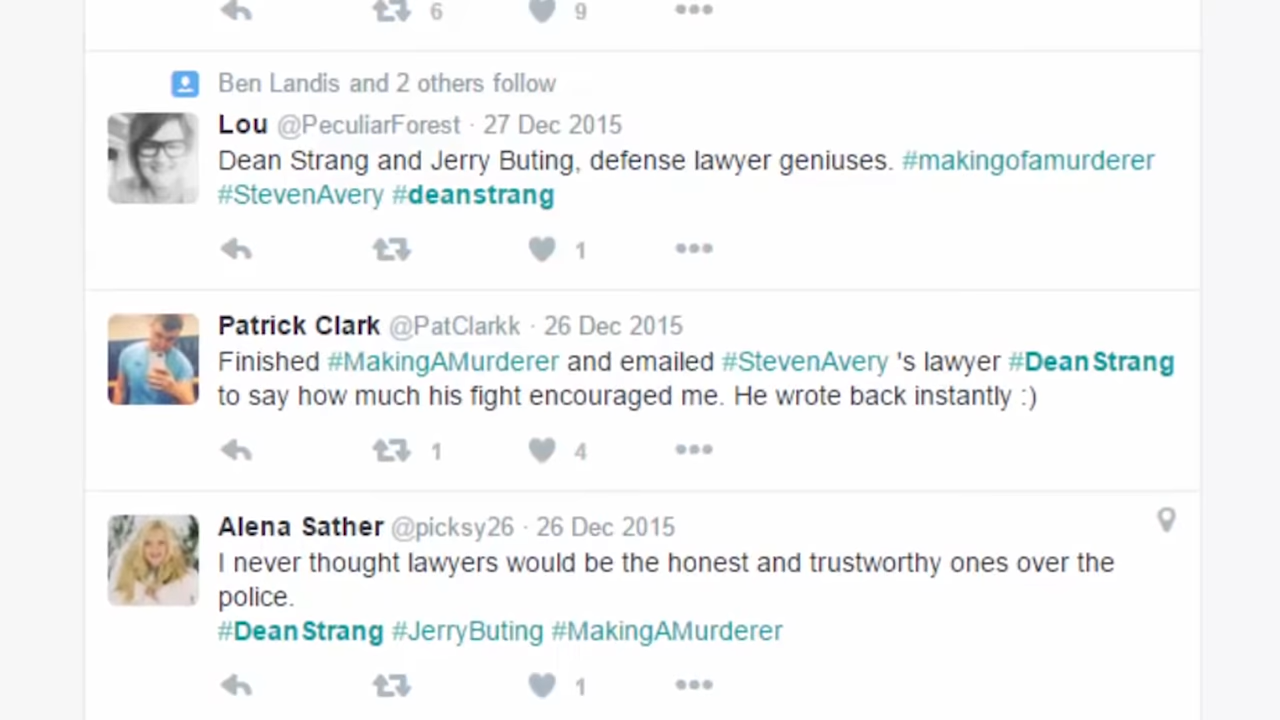 6 9
Ben Landis and 2 others follow
Lou @PeculiarForest · 27 Dec 2015
Dean Strang and Jerry Buting, defense lawyer geniuses. #makingofamurderer
#StevenAvery #deanstrang
1
Patrick Clark @PatClarkk · 26 Dec 2015
Finished #MakingAMurderer and emailed #StevenAvery 's lawyer #DeanStrang
to say how much his fight encouraged me. He wrote back instantly :)
1 4
Alena Sather @picksy26 · 26 Dec 2015
I never thought lawyers would be the honest and trustworthy ones over the
police.
#DeanStrang #JerryButing #MakingAMurderer
1